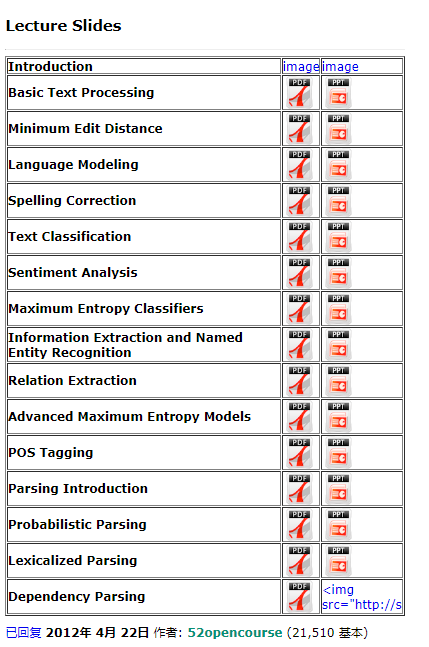 Lecture Slides
Introduction image image
Basic Text Processing PDF PPT
Minimum Edit Distance PDF PPT
Language Modeling PDF PPT
Spelling Correction PDF PPT
Text Classification PDF PPT
Sentiment Analysis PDF PPT
Maximum Entropy Classifiers PDF PPT
Information Extraction and Named
Entity Recognition PDF PPT
Relation Extraction PDF PPT
Advanced Maximum Entropy Models PDF PPT
POS Tagging PDF PPT
Parsing Introduction PDF PPT
Probabilistic Parsing PDF PPT
Lexicalized Parsing PDF PPT
Dependency Parsing PDF <img
src="http://s
已回复 2012年 4月 22日 作者: 52opencourse (21,510 基本)